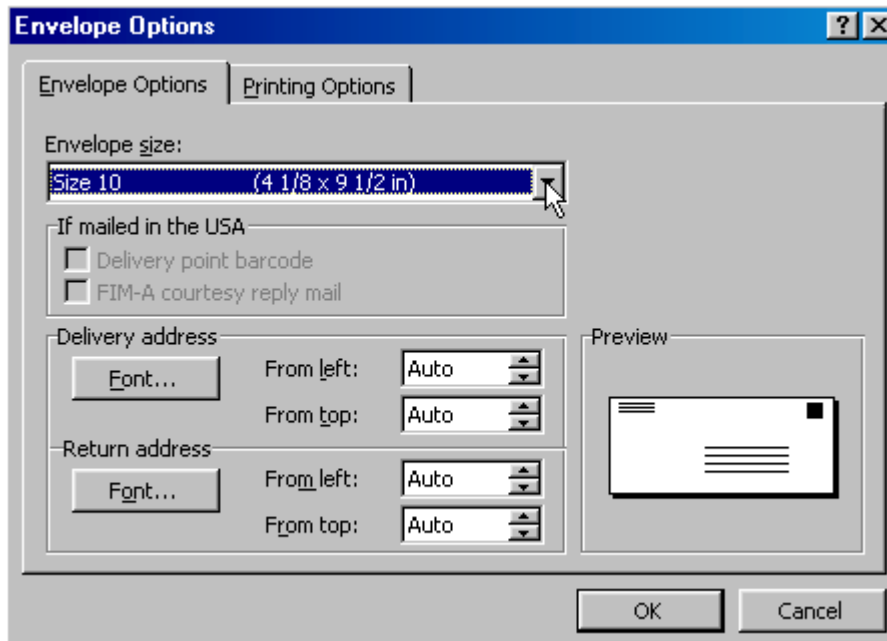 Envelope Options
Envelope Options
Printing Options
Envelope size:
Size 10 (4 1/8 x 9 1/2 in)
If mailed in the USA
Delivery point barcode
FIM-A courtesy reply mail
Delivery address
Font...
From left:
Auto
From top:
Auto
Preview
Return address
Font...
From left:
Auto
From top:
Auto
OK
Cancel